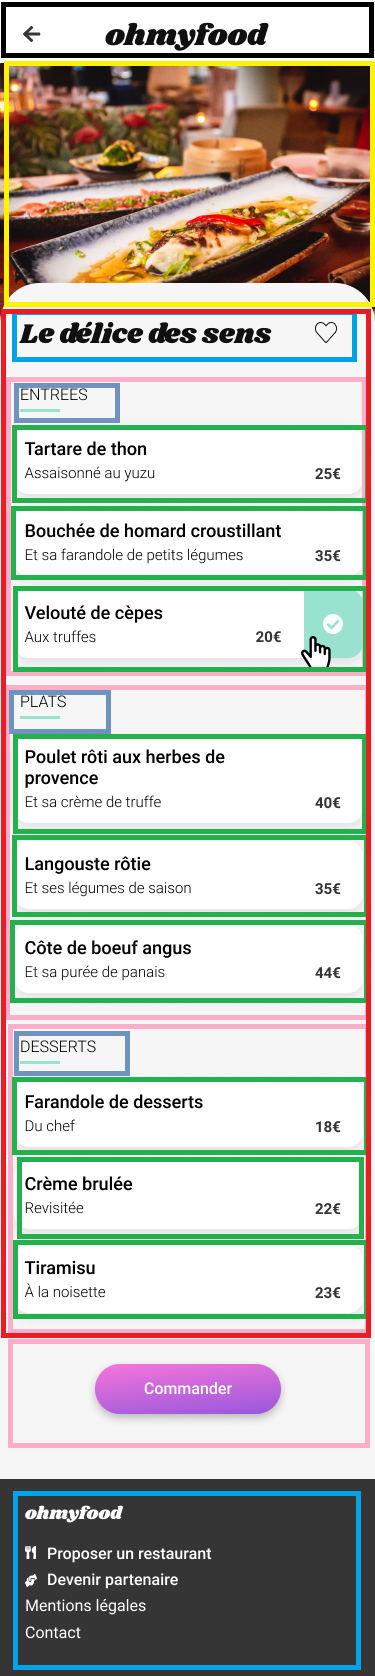 ohmyfood
Le délice des sens
ENTREES
Tartare de thon
Assaisonné au yuzu 25€
Bouchée de homard croustillant
Et sa farandole de petits légumes 35€
Velouté de cèpes
Aux truffes 20€
PLATS
Poulet rôti aux herbes de
provence
Et sa crème de truffe 40€
Langouste rôtie
Et ses légumes de saison 35€
Côte de boeuf angus
Et sa purée de panais 44€
DESSERTS
Farandole de desserts
Du chef 18€
Crème brulée
Revisitée 22€
Tiramisu
À la noisette 23€
Commander
ohmyfood
Proposer un restaurant
Devenir partenaire
Mentions légales
Contact